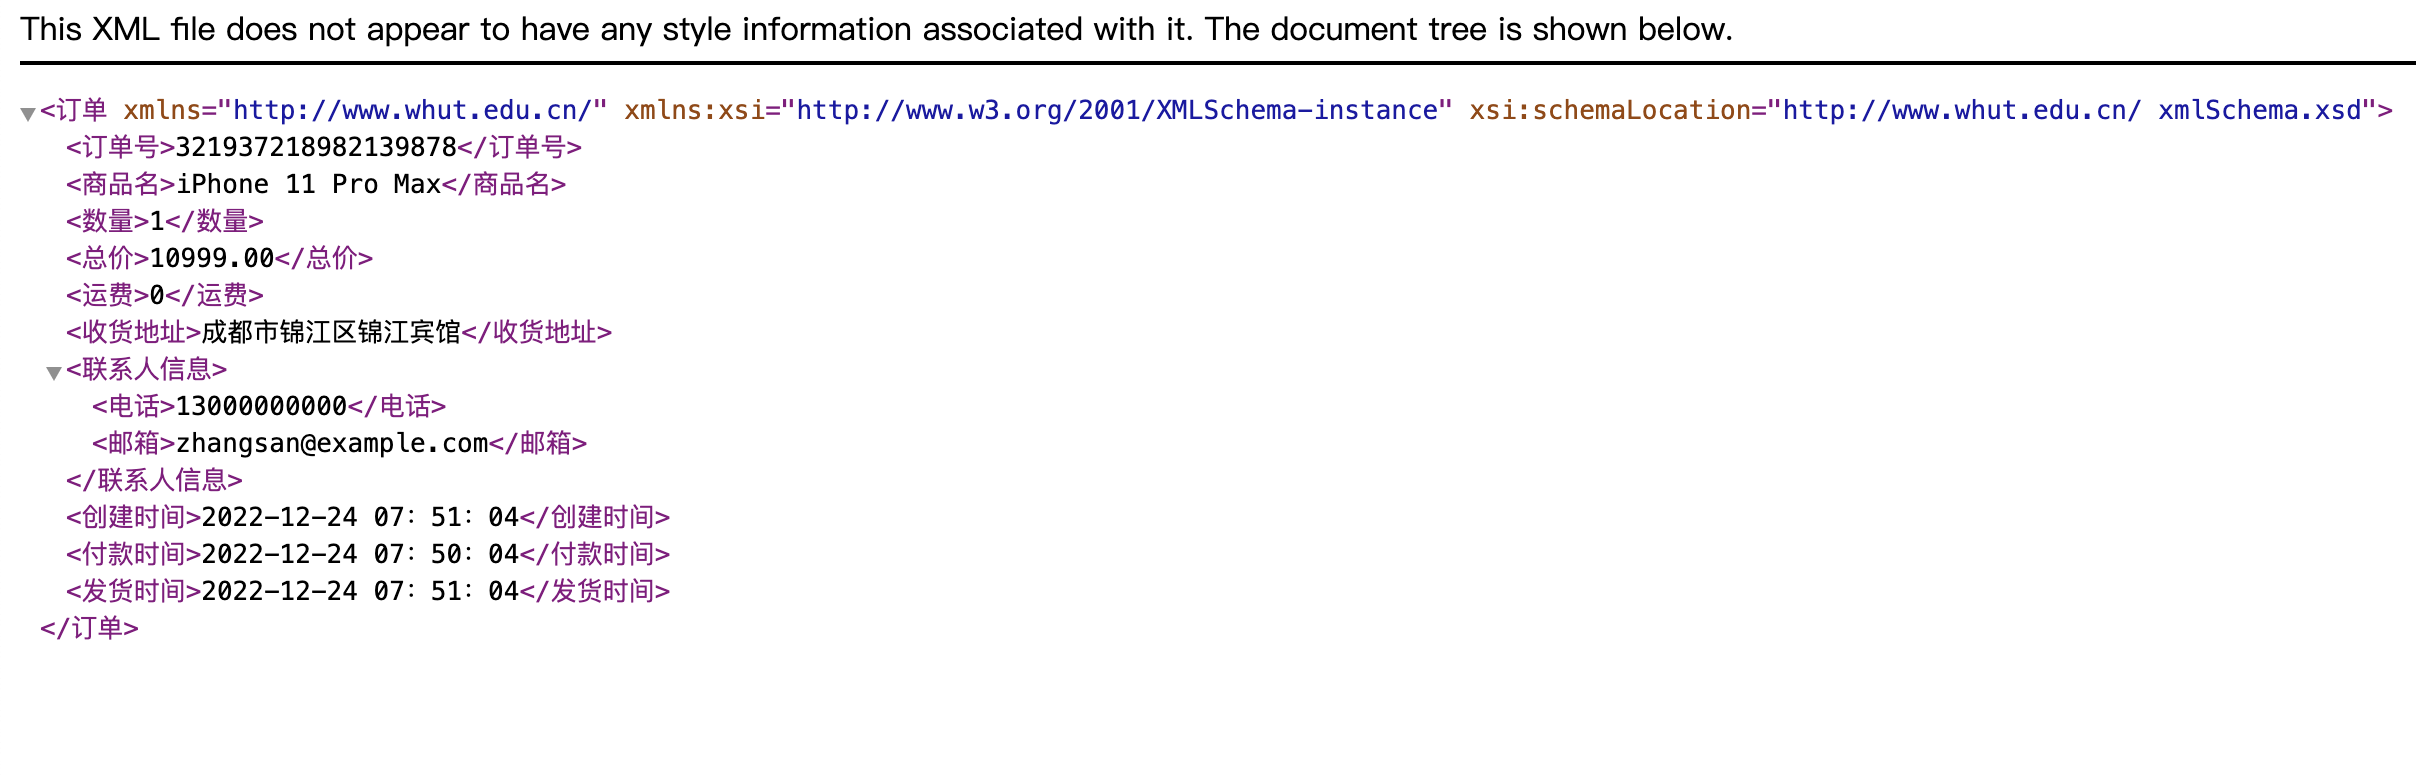 This XML file does not appear to have any style information associated with it. The document tree is shown below.
<订单 xmlns="http://www.whut.edu.cn/" xmlns:xsi="http://www.w3.org/2001/XMLSchema-instance" xsi:schemaLocation="http://www.whut.edu.cn/ xmlSchema.xsd">
<订单号>321937218982139878</订单号>
<商品名>iPhone 11 Pro Max</商品名>
<数量>1</数量>
<总价>10999.00</总价>
<运费>0</运费>
<收货地址>成都市锦江区锦江宾馆</收货地址>
<联系人信息>
<电话>13000000000</电话>
<邮箱>zhangsan@example.com</邮箱>
</联系人信息>
<创建时间>2022-12-24 07：51：04</创建时间>
<付款时间>2022-12-24 07：50：04</付款时间>
<发货时间>2022-12-24 07：51：04</发货时间>
</订单>